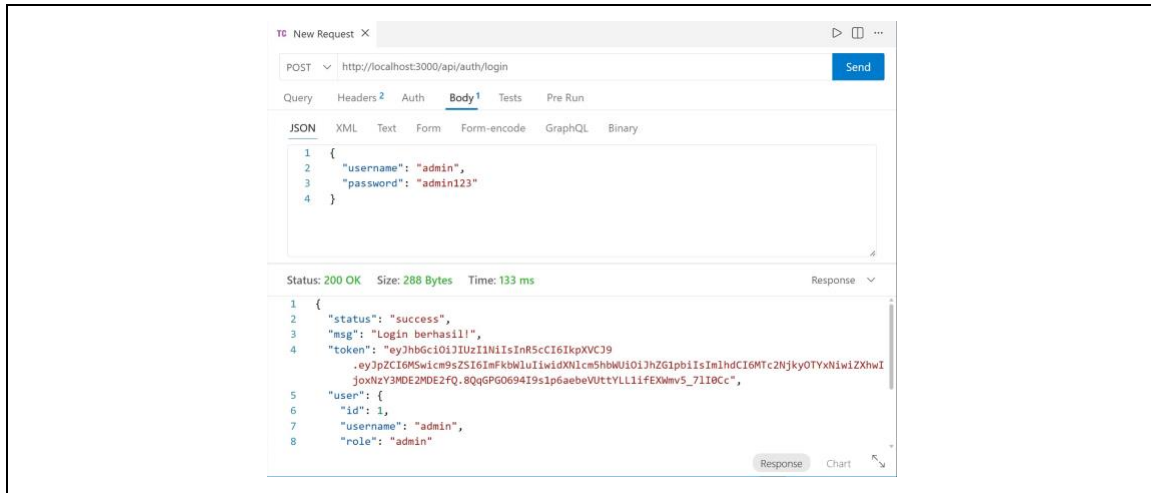 TC New Request ×
POST http://localhost:3000/api/auth/login Send
Query Headers 2 Auth Body 1 Tests Pre Run
JSON XML Text Form Form-encode GraphQL Binary
1 {
2 "username": "admin",
3 "password": "admin123"
4 }
Status: 200 OK Size: 288 Bytes Time: 133 ms Response
1 {
2 "status": "success",
3 "msg": "Login berhasil!",
4 "token": "eyJhbGciOiJIUzI1NiIsInR5cCI6IkpXVCJ9
.eyJpZCI6MSwicm9sZSI6ImFkbWluIiwidXNlcm5hbWUiOiJhZG1pbiIsImlhdCI6MTc2NjkyOTYxNiwiZXhwI
joxNzY3MDE2MDE2fQ.8QqGPGO694I9s1p6aebeVUttYLL1ifEXWmv5_7lI0Cc",
5 "user": {
6 "id": 1,
7 "username": "admin",
8 "role": "admin"
Response Chart